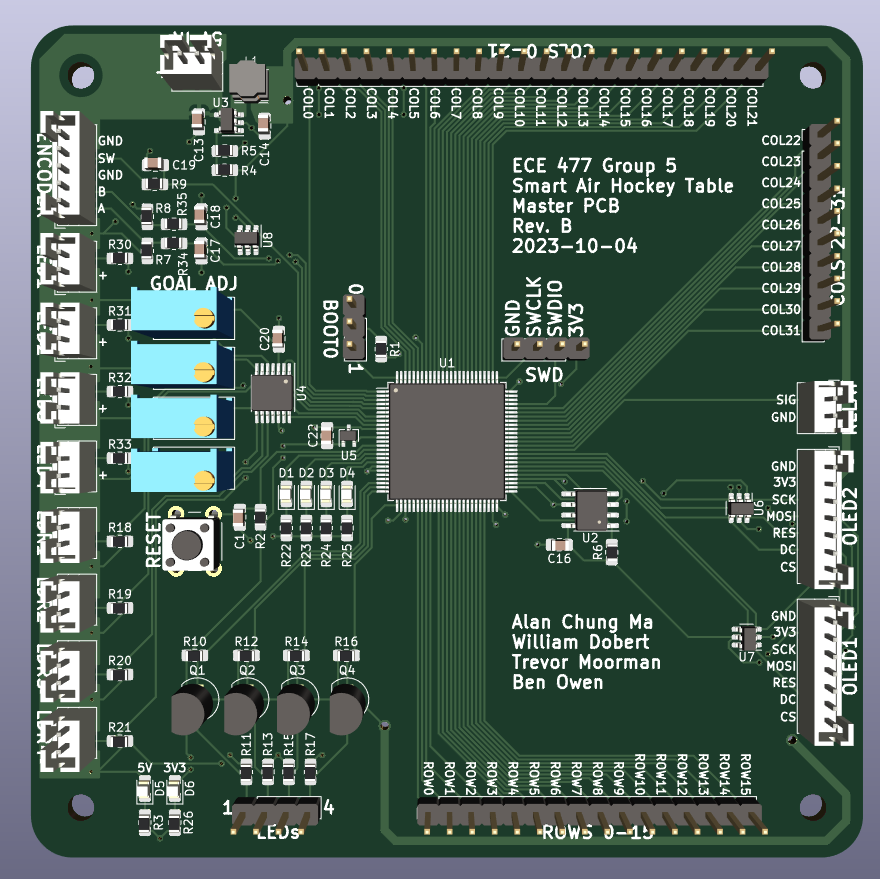 COLS 0-21
U3
COL0
COL1
COL2
COL3
COL4
COL5
COL6
COL7
COL8
COL9
COL10
COL11
COL12
COL13
COL14
COL15
COL16
COL17
COL18
COL19
COL20
COL21
C13
C14
R5
R4
ENCODER
GND
SW
GND
B
A
C19
R9
R8
R35
C18
R7
R34
C17
U8
ECE 477 Group 5
Smart Air Hockey Table
Master PCB
Rev. B
2023-10-04
COL22
COL23
COL24
COL25
COL26
COL27
COL28
COL29
COL30
COL31
COLS 22-31
R30
+
GOAL ADJ
R31
+
R32
+
R33
+
C20
U4
0
BOOT0
1
R1
GND
SWCLK
SWDIO
3V3
SWD
U1
C22
U5
SIG
GND
RELAY
D1
D2
D3
D4
R22
R23
R24
R25
RESET
C1
R2
R18
R19
R20
R21
U2
C16
R6
U6
GND
3V3
SCK
MOSI
RES
DC
CS
OLED2
U7
GND
3V3
SCK
MOSI
RES
DC
CS
OLED1
Alan Chung Ma
William Dobert
Trevor Moorman
Ben Owen
R10
R12
R14
R16
Q1
Q2
Q3
Q4
R11
R13
R15
R17
5V
3V3
D5
D6
R3
R26
1
4
LEDs
ROW0
ROW1
ROW2
ROW3
ROW4
ROW5
ROW6
ROW7
ROW8
ROW9
ROW10
ROW11
ROW12
ROW13
ROW14
ROW15
ROWS 0-15